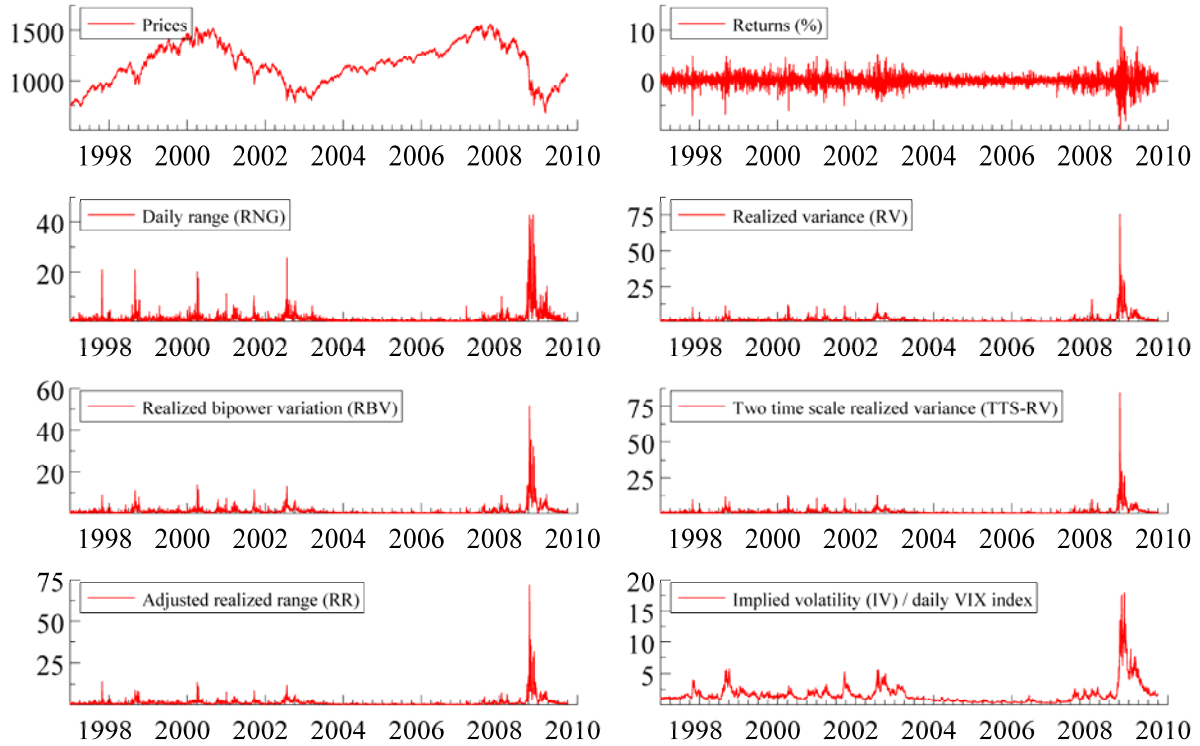 Prices
1500
1000
1998 2000 2002 2004 2006 2008 2010
Returns (%)
10
0
1998 2000 2002 2004 2006 2008 2010
Daily range (RNG)
40
20
1998 2000 2002 2004 2006 2008 2010
Realized variance (RV)
75
50
25
1998 2000 2002 2004 2006 2008 2010
Realized bipower variation (RBV)
60
40
20
1998 2000 2002 2004 2006 2008 2010
Two time scale realized variance (TTS-RV)
75
50
25
1998 2000 2002 2004 2006 2008 2010
Adjusted realized range (RR)
75
50
25
1998 2000 2002 2004 2006 2008 2010
Implied volatility (IV) / daily VIX index
20
15
10
5
1998 2000 2002 2004 2006 2008 2010